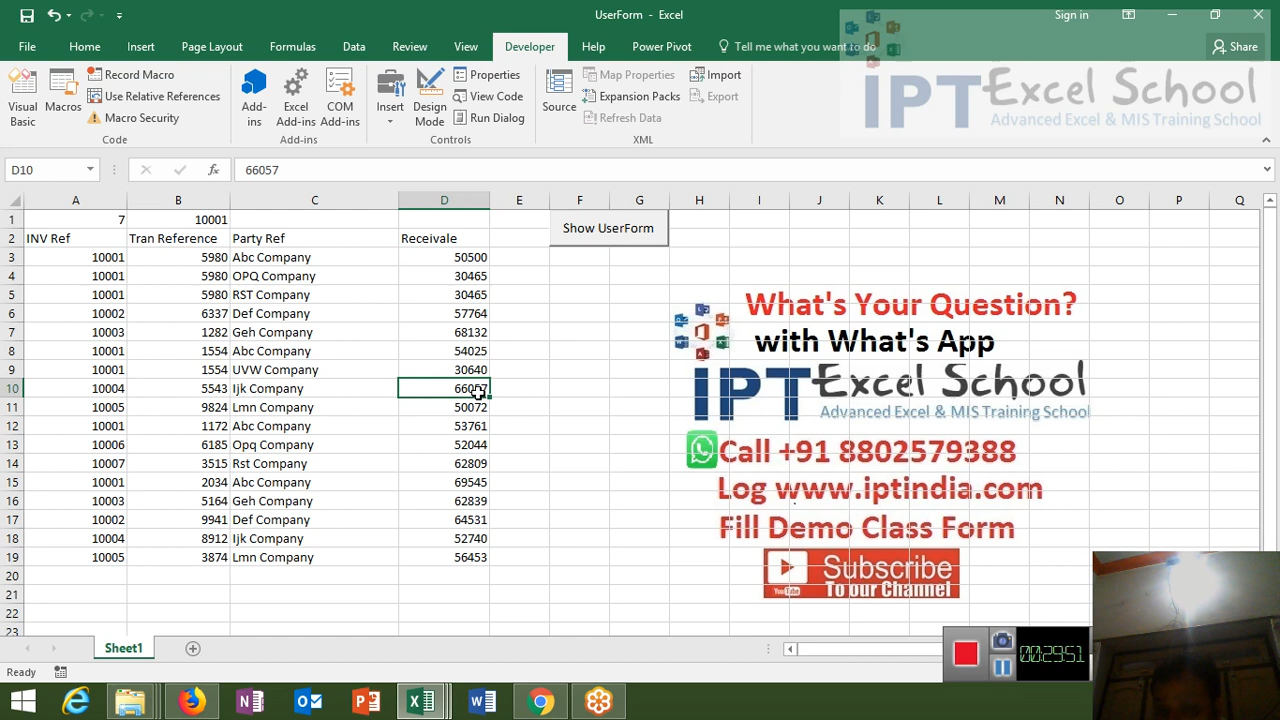 UserForm - Excel
Sign in
File Home Insert Page Layout Formulas Data Review View Developer Help Power Pivot Tell me what you want to do Share
Visual Basic
Macros
Record Macro
Use Relative References
Macro Security
Code
Add-ins
Excel Add-ins
COM Add-ins
Add-ins
Insert
Design Mode
Properties
View Code
Run Dialog
Controls
Source
Map Properties
Expansion Packs
Refresh Data
Import
Export
XML
IPT Excel School
Advanced Excel & MIS Training School
D10 fx 66057
A B C D E F G H I J K L M N O P Q
1 7 10001
2 INV Ref Tran Reference Party Ref Receivale
3 10001 5980 Abc Company 50500
4 10001 5980 OPQ Company 30465
5 10001 5980 RST Company 30465
6 10002 6337 Def Company 57764
7 10003 1282 Geh Company 68132
8 10001 1554 Abc Company 54025
9 10001 1554 UVW Company 30640
10 10004 5543 Ijk Company 66057
11 10005 9824 Lmn Company 50072
12 10001 1172 Abc Company 53761
13 10006 6185 Opq Company 52044
14 10007 3515 Rst Company 62809
15 10001 2034 Abc Company 69545
16 10003 5164 Geh Company 62839
17 10002 9941 Def Company 64531
18 10004 8912 Ijk Company 52740
19 10005 3874 Lmn Company 56453
20
21
22
23
Show UserForm
What's Your Question?
with What's App
IPT Excel School
Advanced Excel & MIS Training School
Call +91 8802579388
Log www.iptindia.com
Fill Demo Class Form
Subscribe
To our Channel
YouTube
Sheet1
Ready
00:29:51